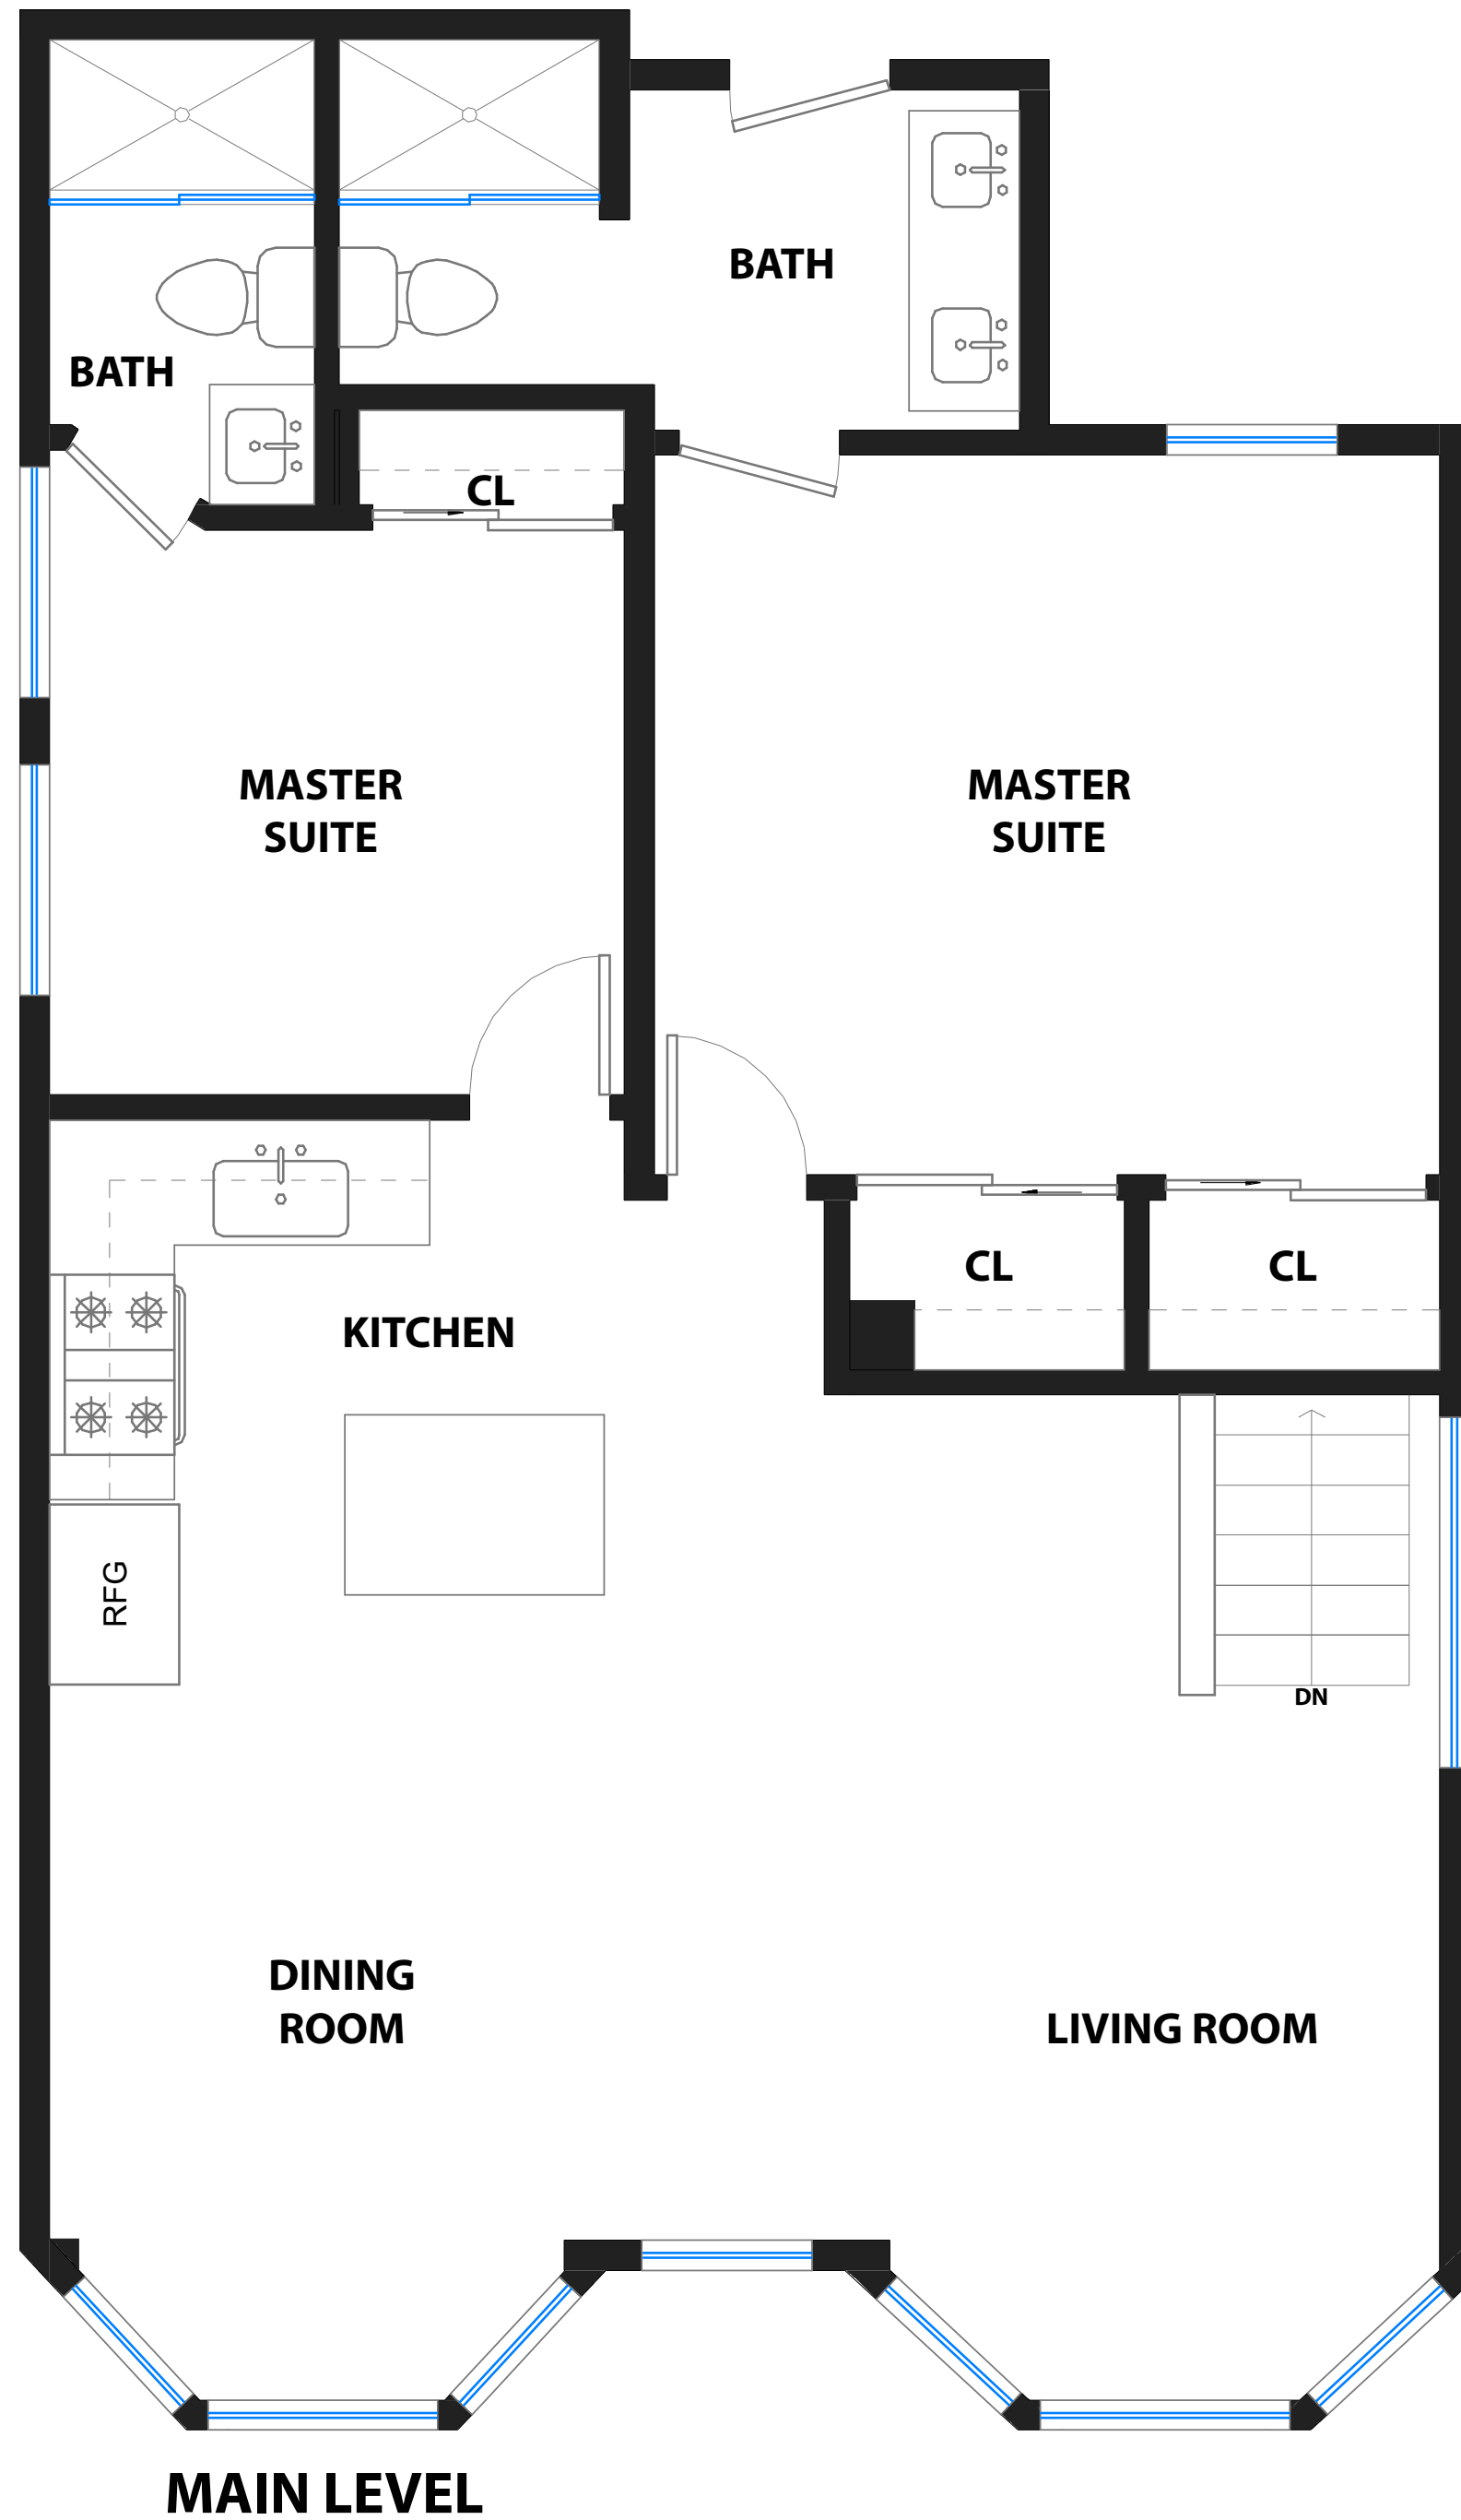 BATH
BATH
CL
MASTER
SUITE
MASTER
SUITE
CL
CL
KITCHEN
RFG
DN
DINING
ROOM
LIVING ROOM
MAIN LEVEL